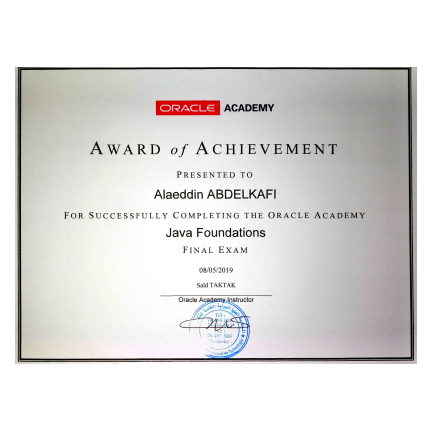 ORACLE ACADEMY
AWARD of ACHIEVEMENT
PRESENTED TO
Alaeddin ABDELKAFI
FOR SUCCESSFULLY COMPLETING THE ORACLE ACADEMY
Java Foundations
FINAL EXAM
08/05/2019
Saïd TAKTAK
Oracle Academy Instructor